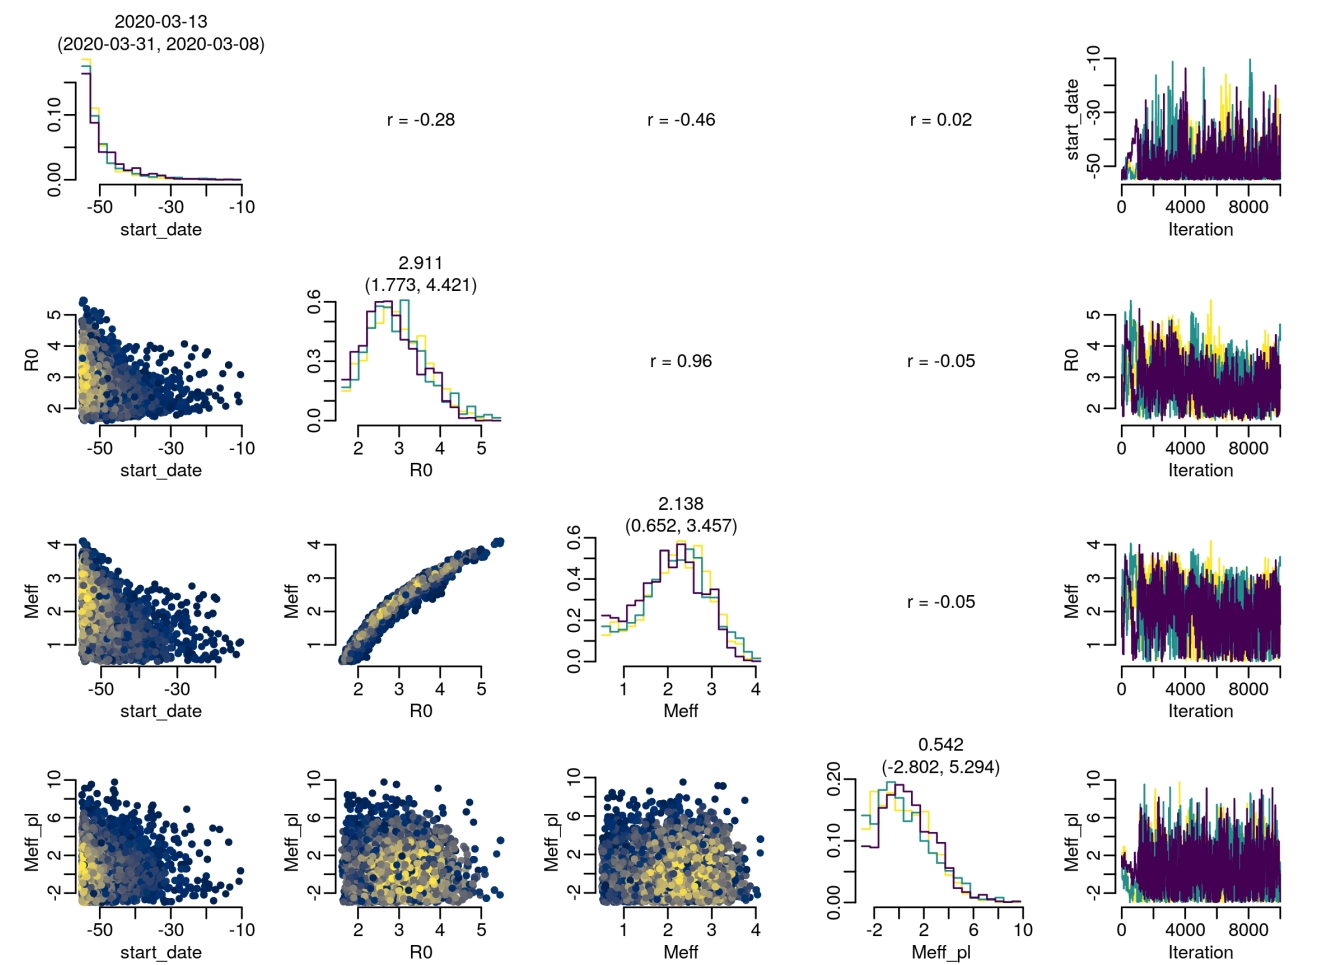 2020-03-13
(2020-03-31, 2020-03-08)
0.00 0.10
-50 -30 -10
start_date
r = -0.28
r = -0.46
r = 0.02
start_date
-50 -30 -10
0 4000 8000
Iteration
R0
2 3 4 5
-50 -30 -10
start_date
2.911
(1.773, 4.421)
0.0 0.3 0.6
2 3 4 5
R0
r = 0.96
r = -0.05
R0
2 3 4 5
0 4000 8000
Iteration
Meff
1 2 3 4
-50 -30
start_date
Meff
1 2 3 4
2 3 4 5
R0
2.138
(0.652, 3.457)
0.0 0.2 0.4 0.6
1 2 3 4
Meff
r = -0.05
Meff
1 2 3 4
0 4000 8000
Iteration
Meff_pl
-2 2 6 10
-50 -30 -10
start_date
Meff_pl
-2 2 6 10
2 3 4 5
R0
Meff_pl
-2 2 6 10
1 2 3 4
Meff
0.542
(-2.802, 5.294)
0.00 0.10 0.20
-2 2 6 10
Meff_pl
Meff_pl
-2 2 6 10
0 4000 8000
Iteration